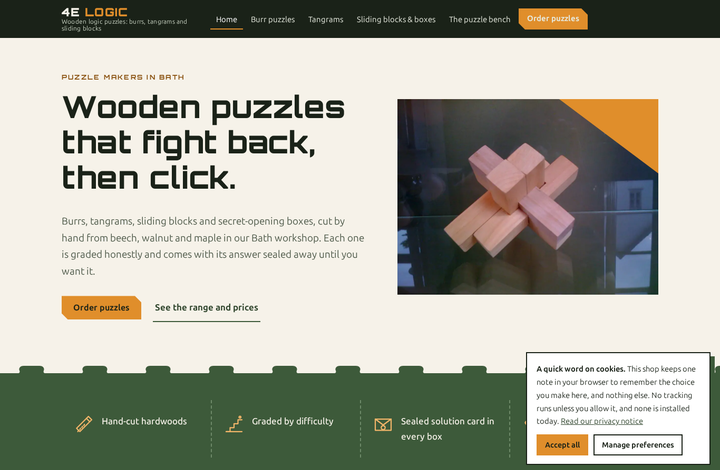 4E LOGIC
Wooden logic puzzles: burrs, tangrams and
sliding blocks
Home
Burr puzzles
Tangrams
Sliding blocks & boxes
The puzzle bench
Order puzzles
PUZZLE MAKERS IN BATH
Wooden puzzles
that fight back,
then click.
Burrs, tangrams, sliding blocks and secret-opening boxes, cut by
hand from beech, walnut and maple in our Bath workshop. Each one
is graded honestly and comes with its answer sealed away until you
want it.
Order puzzles
See the range and prices
Hand-cut hardwoods
Graded by difficulty
Sealed solution card in
every box
A quick word on cookies. This shop keeps one
note in your browser to remember the choice
you make here, and nothing else. No tracking
runs unless you allow it, and none is installed
today. Read our privacy notice
Accept all
Manage preferences